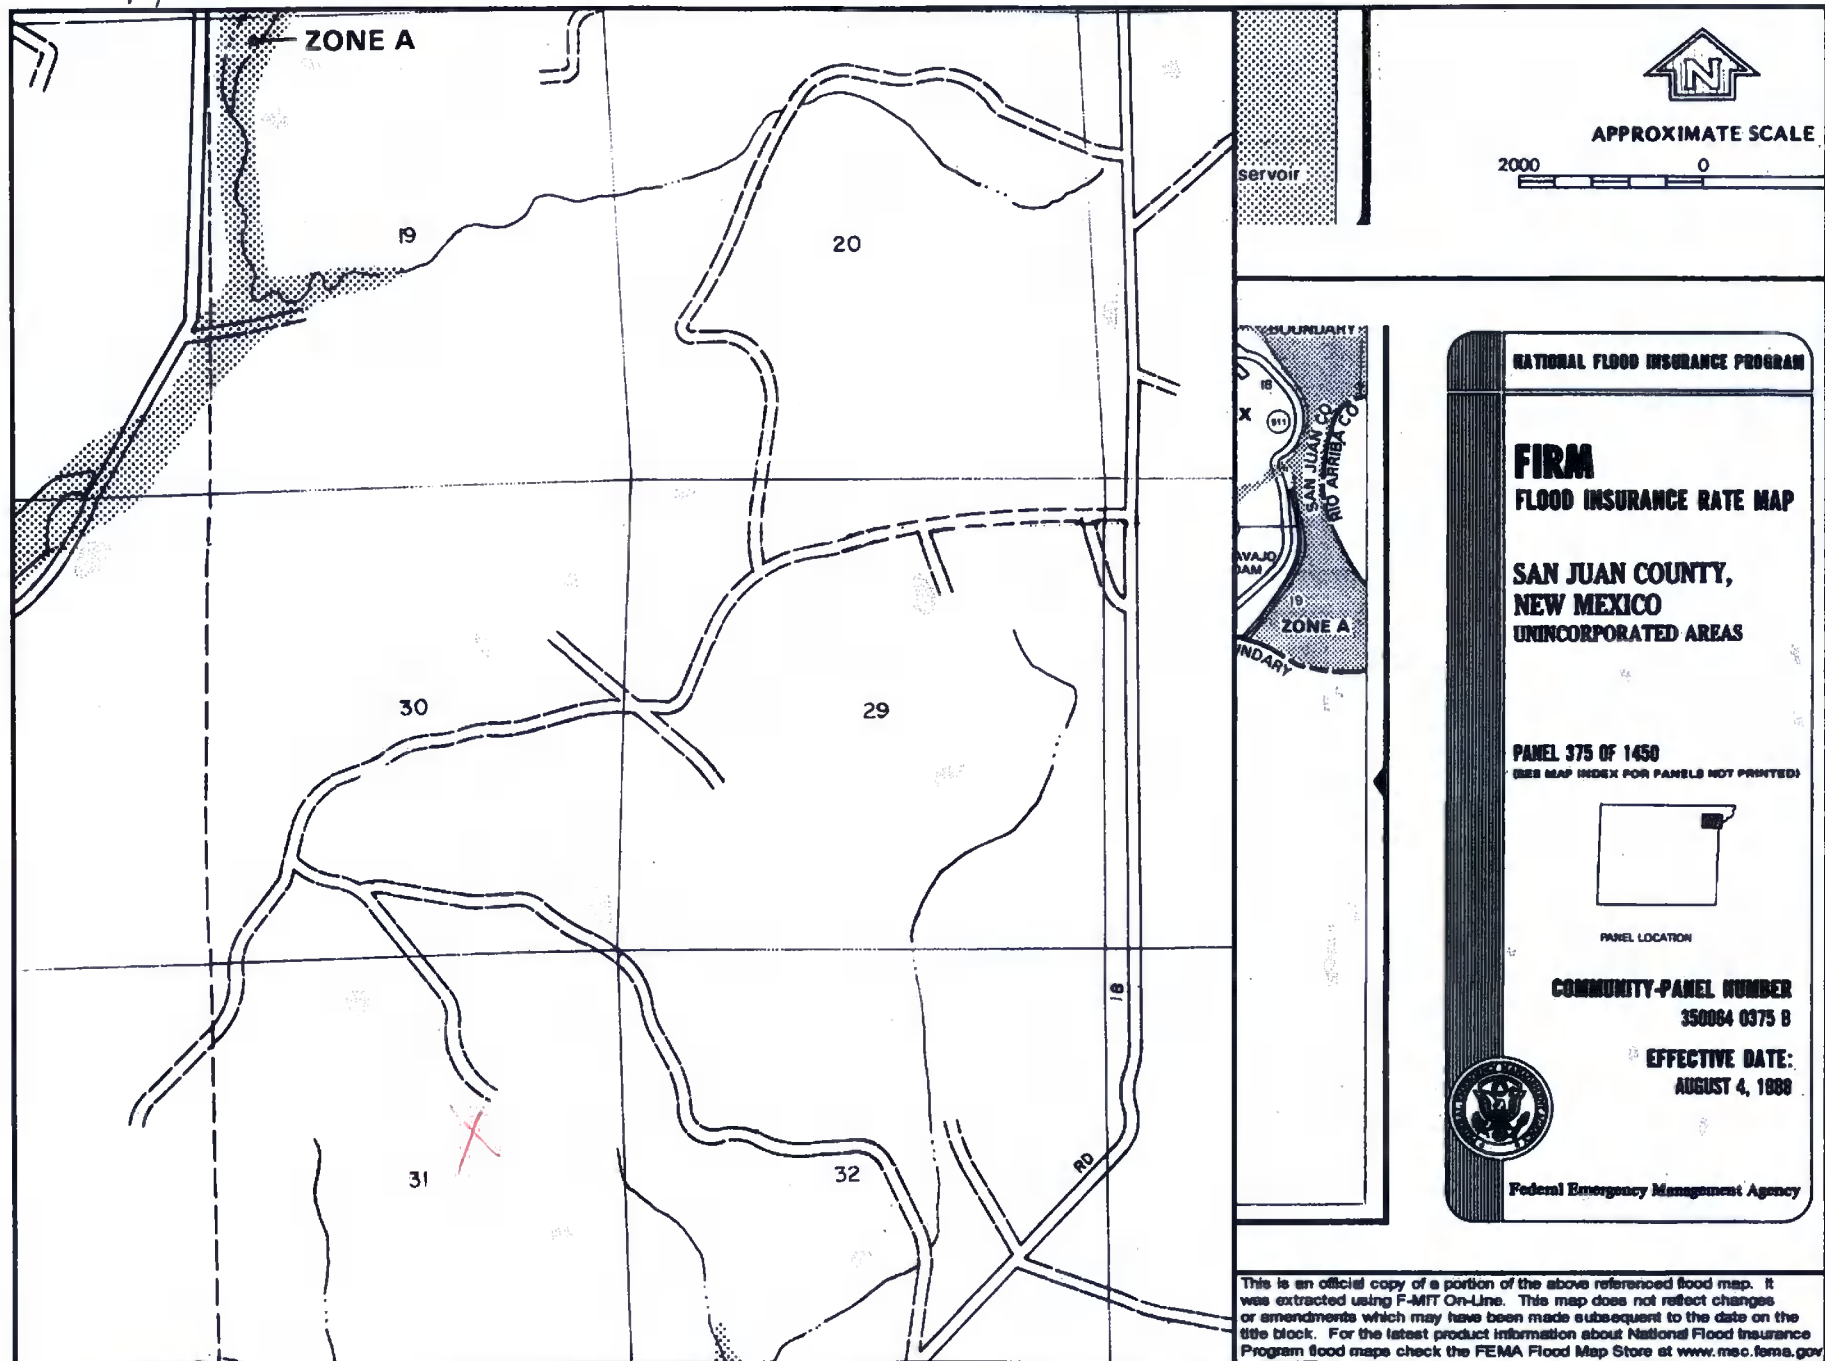 ZONE A
19
20
30
29
31
32
18
RD
servoir
N
APPROXIMATE SCALE
2000 0
BOUNDARY
18
X
511
SAN JUAN CO
RIO ARRIBA CO
AVAJO
DAM
19
ZONE A
NDARY
NATIONAL FLOOD INSURANCE PROGRAM
FIRM
FLOOD INSURANCE RATE MAP
SAN JUAN COUNTY,
NEW MEXICO
UNINCORPORATED AREAS
PANEL 375 OF 1450
(SEE MAP INDEX FOR PANELS NOT PRINTED)
PANEL LOCATION
COMMUNITY-PANEL NUMBER
350064 0375 B
EFFECTIVE DATE:
AUGUST 4, 1988
Federal Emergency Management Agency
This is an official copy of a portion of the above referenced flood map. It
was extracted using F-MIT On-Line. This map does not reflect changes
or amendments which may have been made subsequent to the date on the
title block. For the latest product information about National Flood Insurance
Program flood maps check the FEMA Flood Map Store at www.msc.fema.gov